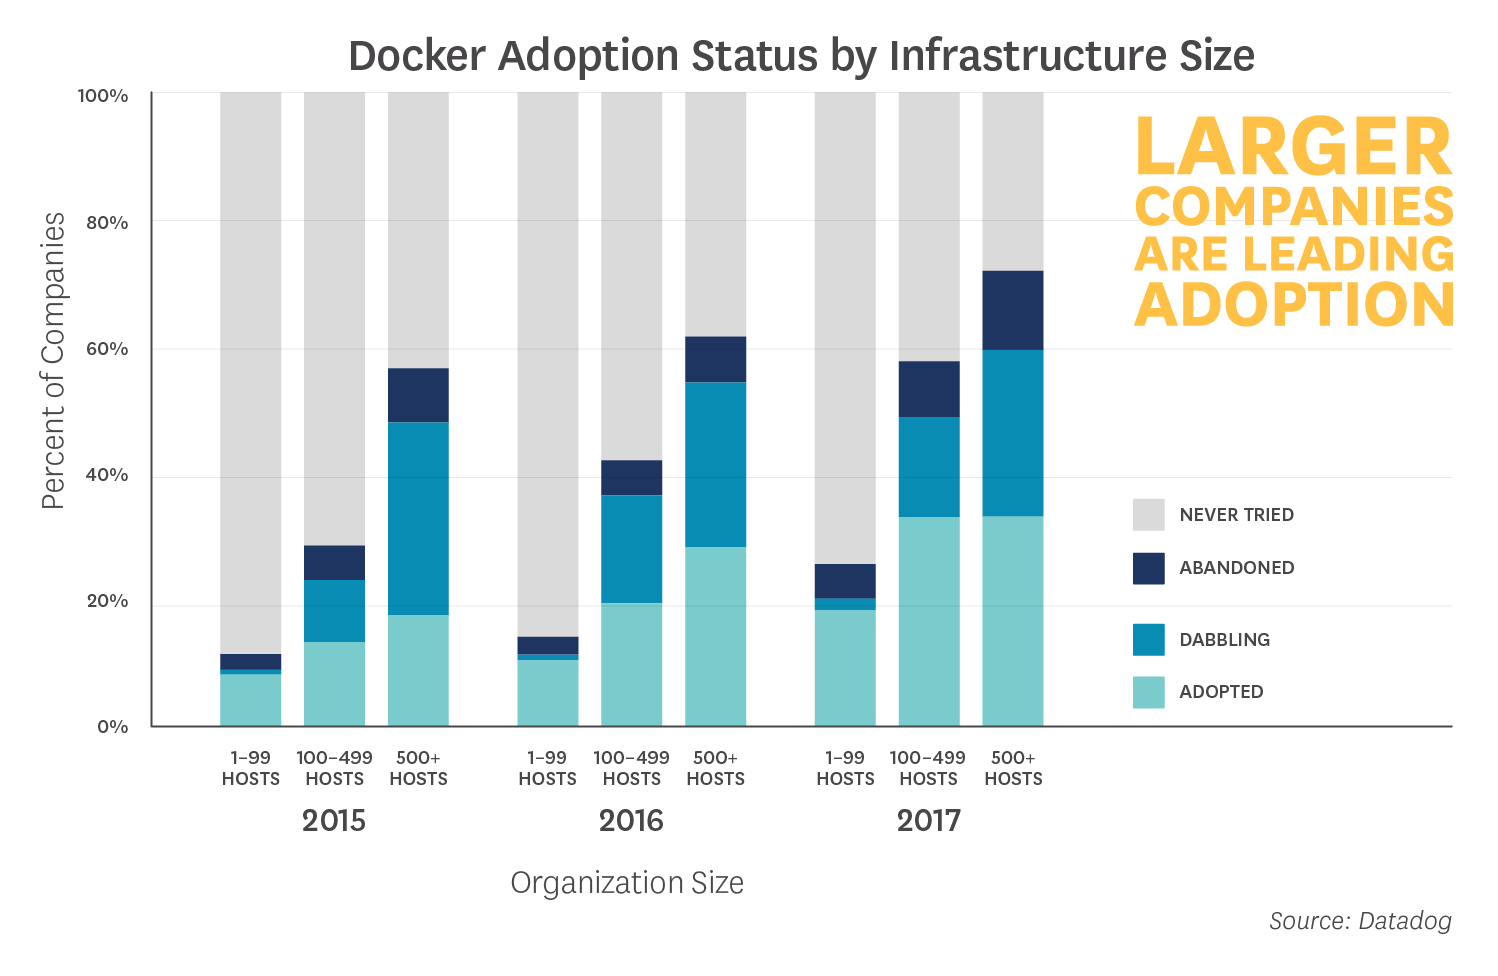 Docker Adoption Status by Infrastructure Size
100%
80%
60%
40%
20%
0%
Percent of Companies
LARGER
COMPANIES
ARE LEADING
ADOPTION
NEVER TRIED
ABANDONED
DABBLING
ADOPTED
1–99 100–499 500+ 1–99 100–499 500+ 1–99 100–499 500+
HOSTS HOSTS HOSTS HOSTS HOSTS HOSTS HOSTS HOSTS HOSTS
2015 2016 2017
Organization Size
Source: Datadog